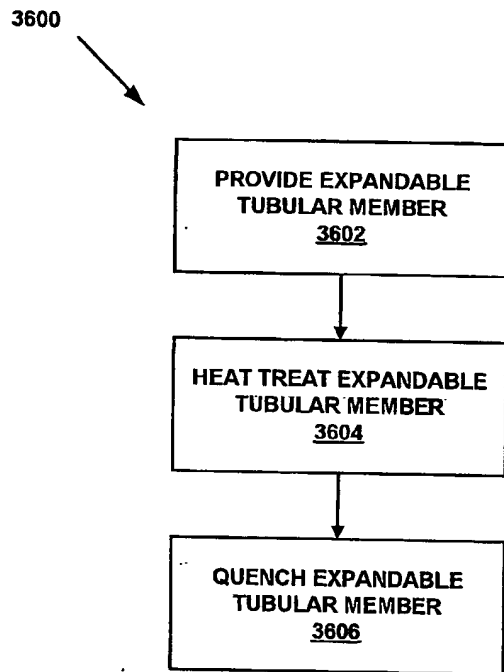 3600
PROVIDE EXPANDABLE
TUBULAR MEMBER
3602
HEAT TREAT EXPANDABLE
TUBULAR MEMBER
3604
QUENCH EXPANDABLE
TUBULAR MEMBER
3606